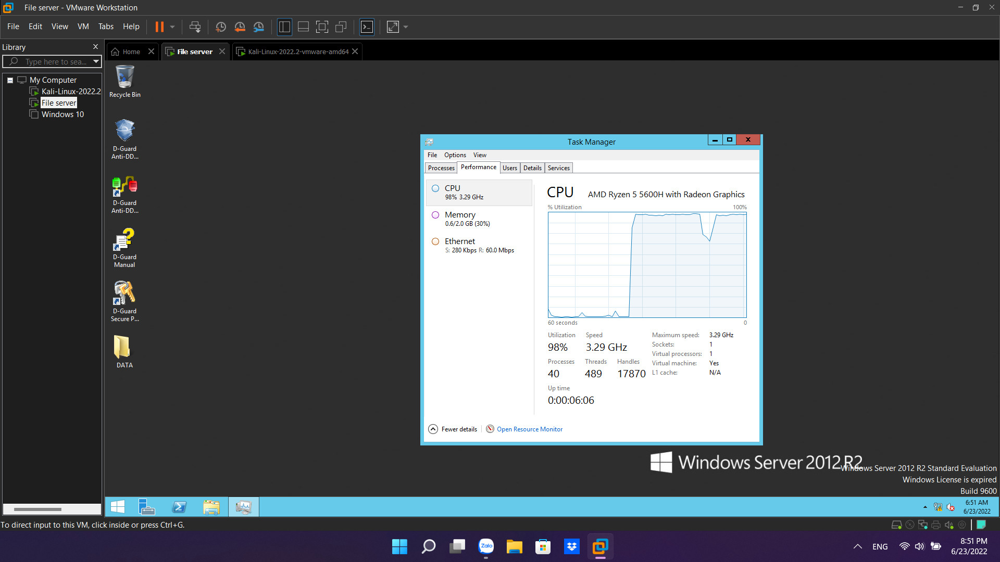 File server - VMware Workstation
File Edit View VM Tabs Help
Library
Type here to sea...
My Computer
Kali-Linux-2022.2
File server
Windows 10
Home
File server
Kali-Linux-2022.2-vmware-amd64
Recycle Bin
D-Guard
Anti-DD...
D-Guard
Anti-DD...
D-Guard
Manual
D-Guard
Secure P...
DATA
Task Manager
File Options View
Processes Performance Users Details Services
CPU
98% 3.29 GHz
Memory
0.6/2.0 GB (30%)
Ethernet
S: 280 Kbps R: 60.0 Mbps
CPU AMD Ryzen 5 5600H with Radeon Graphics
% Utilization 100%
60 seconds 0
Utilization Speed
98% 3.29 GHz
Processes Threads Handles
40 489 17870
Up time
0:00:06:06
Maximum speed: 3.29 GHz
Sockets: 1
Virtual processors: 1
Virtual machine: Yes
L1 cache: N/A
Fewer details Open Resource Monitor
Windows Server 2012 R2
Windows Server 2012 R2 Standard Evaluation
Windows License is expired
Build 9600
6:51 AM
6/23/2022
To direct input to this VM, click inside or press Ctrl+G.
Zalo
ENG
8:51 PM
6/23/2022